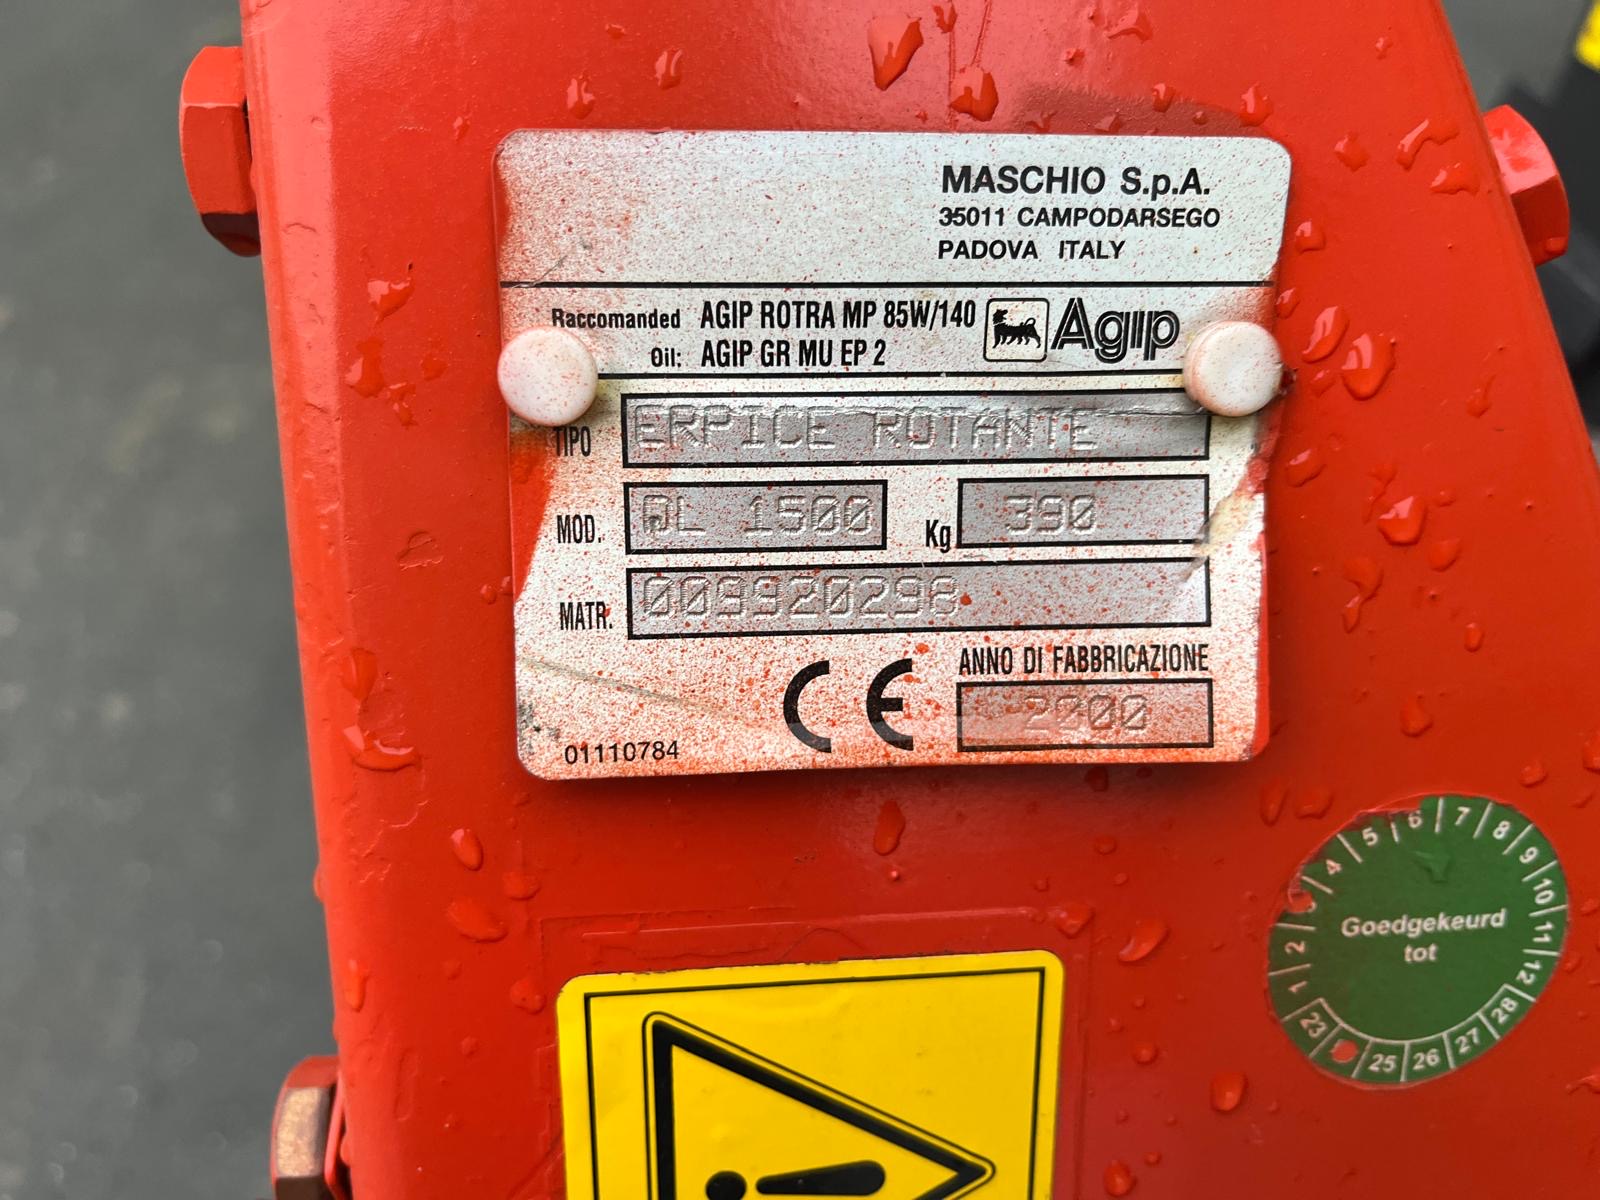 MASCHIO S.p.A.
35011 CAMPODARSEGO
PADOVA ITALY
Raccomanded AGIP ROTRA MP 85W/140
Oil: AGIP GR MU EP 2
Agip
TIPO ERPICE ROTANTE
MOD. QL 1500 Kg 390
MATR. 009920298
CE ANNO DI FABBRICAZIONE
2000
01110784
1 2 3 4 5 6 7 8 9 10 11 12
Goedgekeurd
tot
23 25 26 27 28